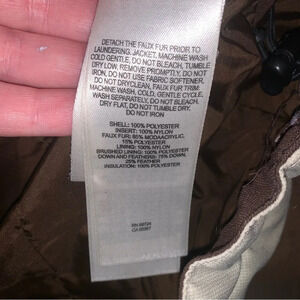 DETACH THE FAUX FUR PRIOR TO
LAUNDERING. JACKET, MACHINE WASH
COLD GENTLE, DO NOT BLEACH, TUMBLE
DRY LOW, REMOVE PROMPTLY, DO NOT
IRON, DO NOT USE FABRIC SOFTENER,
DO NOT DRYCLEAN. FAUX FUR TRIM:
MACHINE WASH, COLD, GENTLE CYCLE,
WASH SEPARATELY, DO NOT BLEACH,
DRY FLAT, DO NOT TUMBLE DRY,
DO NOT IRON.
SHELL: 100% POLYESTER
INSERT: 100% NYLON
FAUX FUR: 85% MODAACRYLIC,
15% POLYESTER
LINING: 100% NYLON
BRUSHED LINING: 100% POLYESTER
DOWN AND FEATHERS: 75% DOWN,
25% FEATHER
INSULATION: 100% POLYESTER
RN
CA